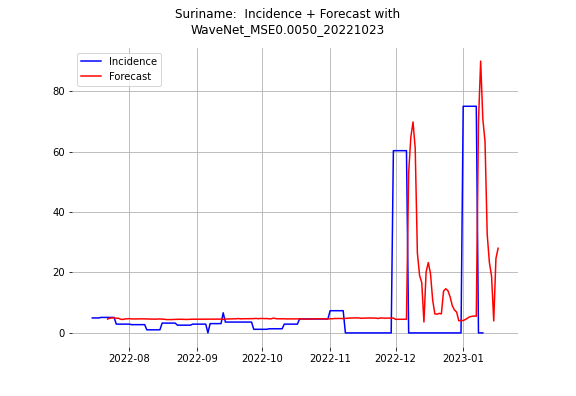 Suriname:  Incidence + Forecast with
WaveNet_MSE0.0050_20221023
Incidence
Forecast
80
60
40
20
0
2022-08
2022-09
2022-10
2022-11
2022-12
2023-01